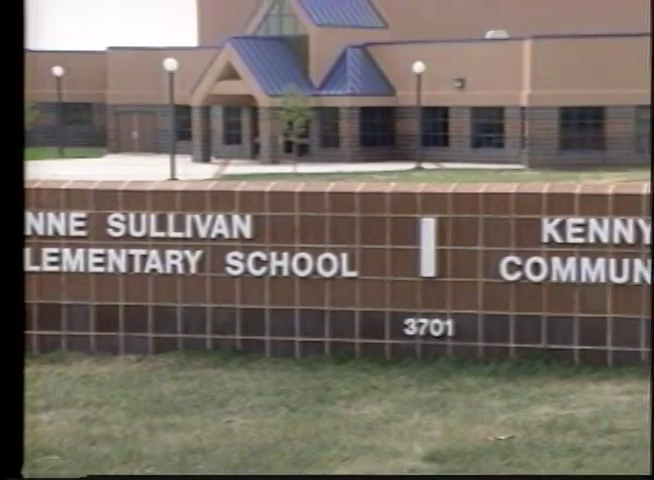 NNE SULLIVAN
LEMENTARY SCHOOL
KENNY
COMMUN
3701